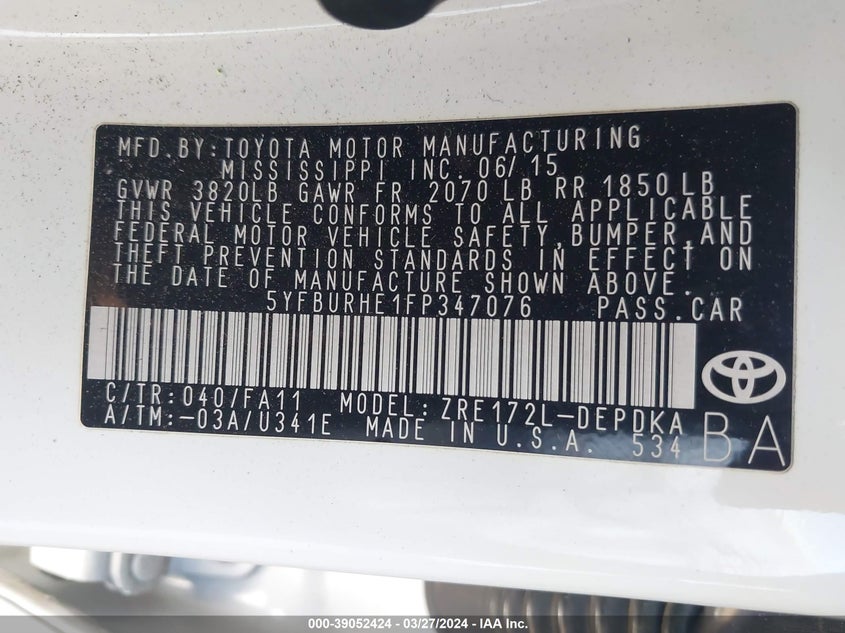 MFD. BY: TOYOTA MOTOR MANUFACTURING
MISSISSIPPI INC. 06/15
GVWR 3820LB GAWR FR 2070 LB RR 1850 LB
THIS VEHICLE CONFORMS TO ALL APPLICABLE
FEDERAL MOTOR VEHICLE SAFETY, BUMPER, AND
THEFT PREVENTION STANDARDS IN EFFECT ON
THE DATE OF MANUFACTURE SHOWN ABOVE.
5YFBURHE1FP347076 PASS. CAR
C/TR: 040/FA11 MODEL: ZRE172L-DEPDKA
A/TM: -03A/U341E MADE IN U.S.A. 534
BA
000-39052424 - 03/27/2024 - IAA Inc.